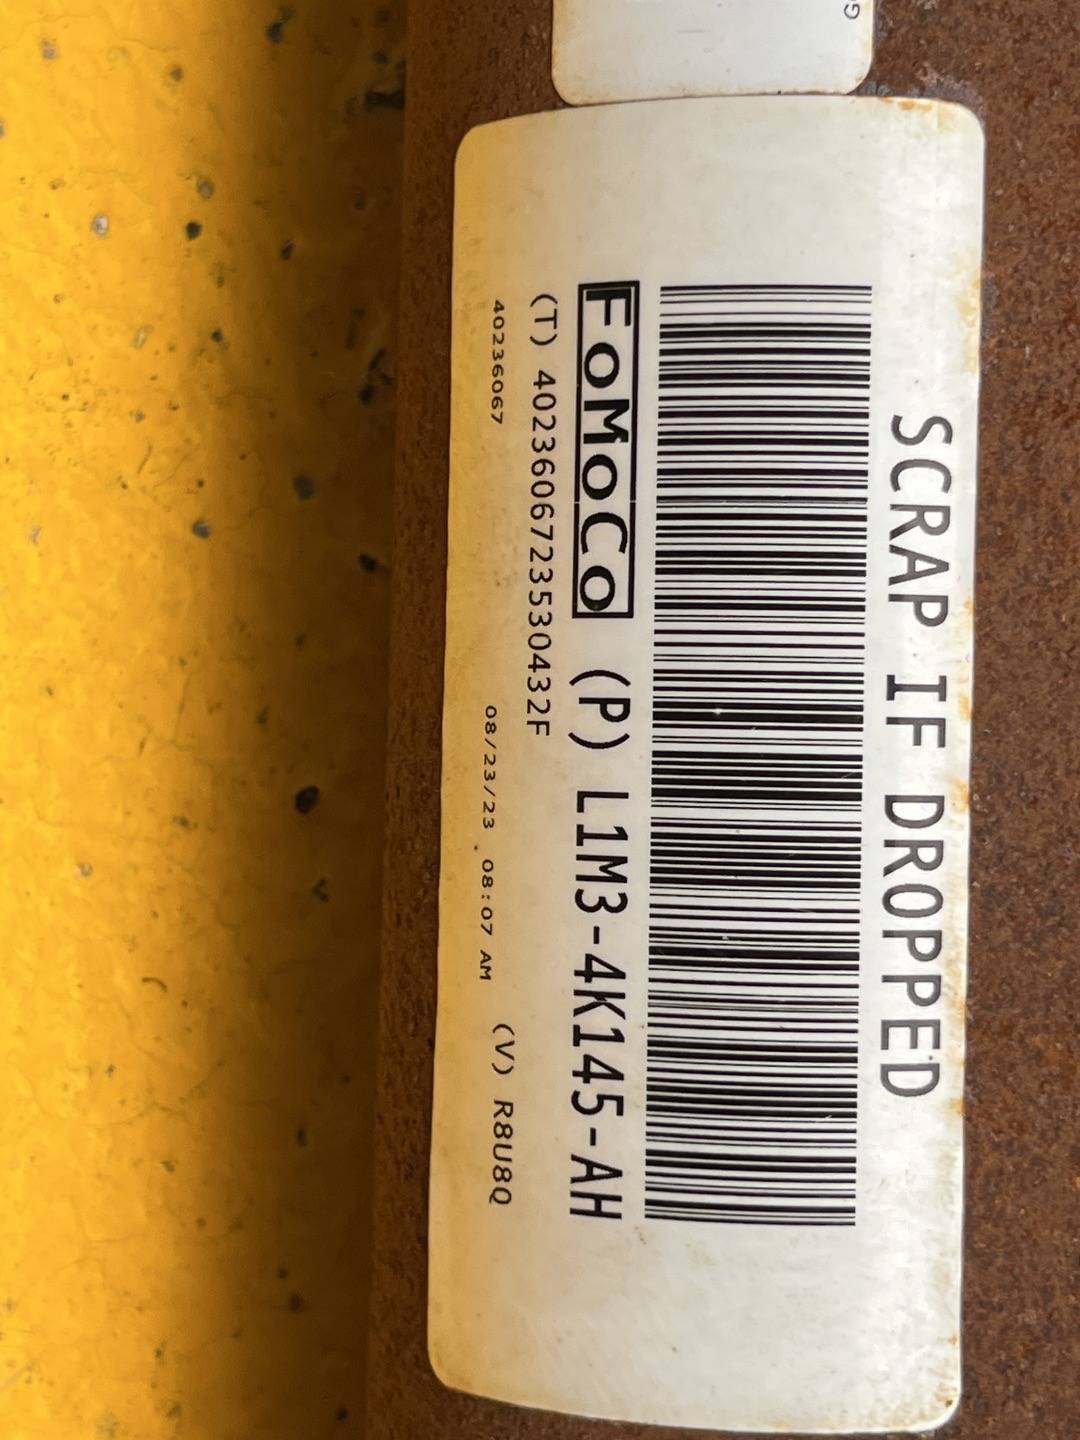 SCRAP IF DROPPED
FoMoCo (P) L1M3-4K145-AH
(T) 4023606723530432F
40236067 08/23/23 08:07 AM (V) R8U8Q